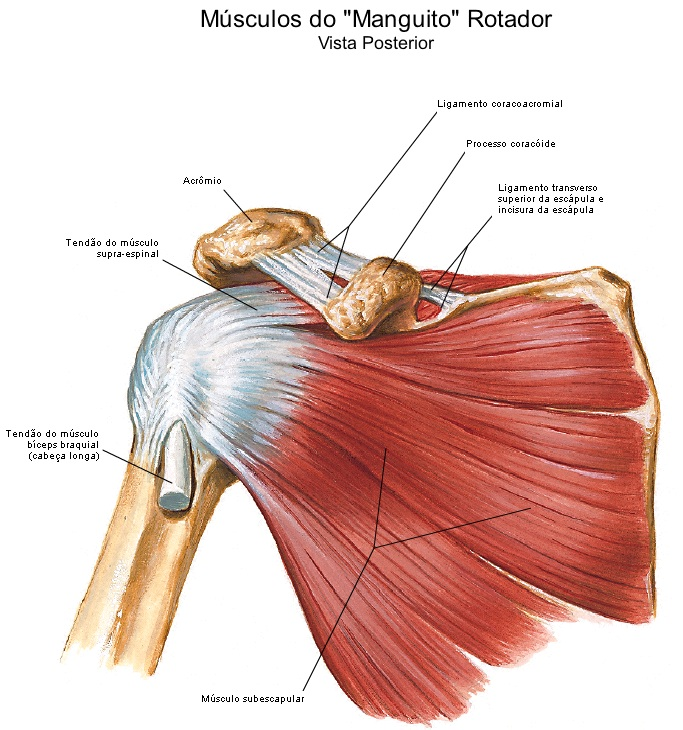 Músculos do "Manguito" Rotador
Vista Posterior
Ligamento coracoacromial
Processo coracóide
Acrômio
Ligamento transverso
superior da escápula e
incisura da escápula
Tendão do músculo
supra-espinal
Tendão do músculo
bíceps braquial
(cabeça longa)
Músculo subescapular